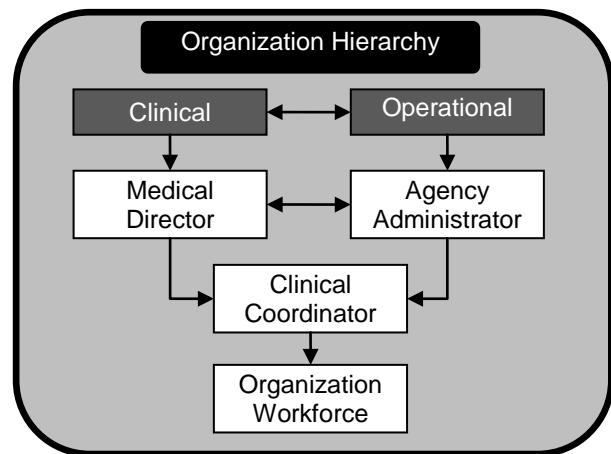 Organization Hierarchy
Clinical
Operational
Medical
Director
Agency
Administrator
Clinical
Coordinator
Organization
Workforce